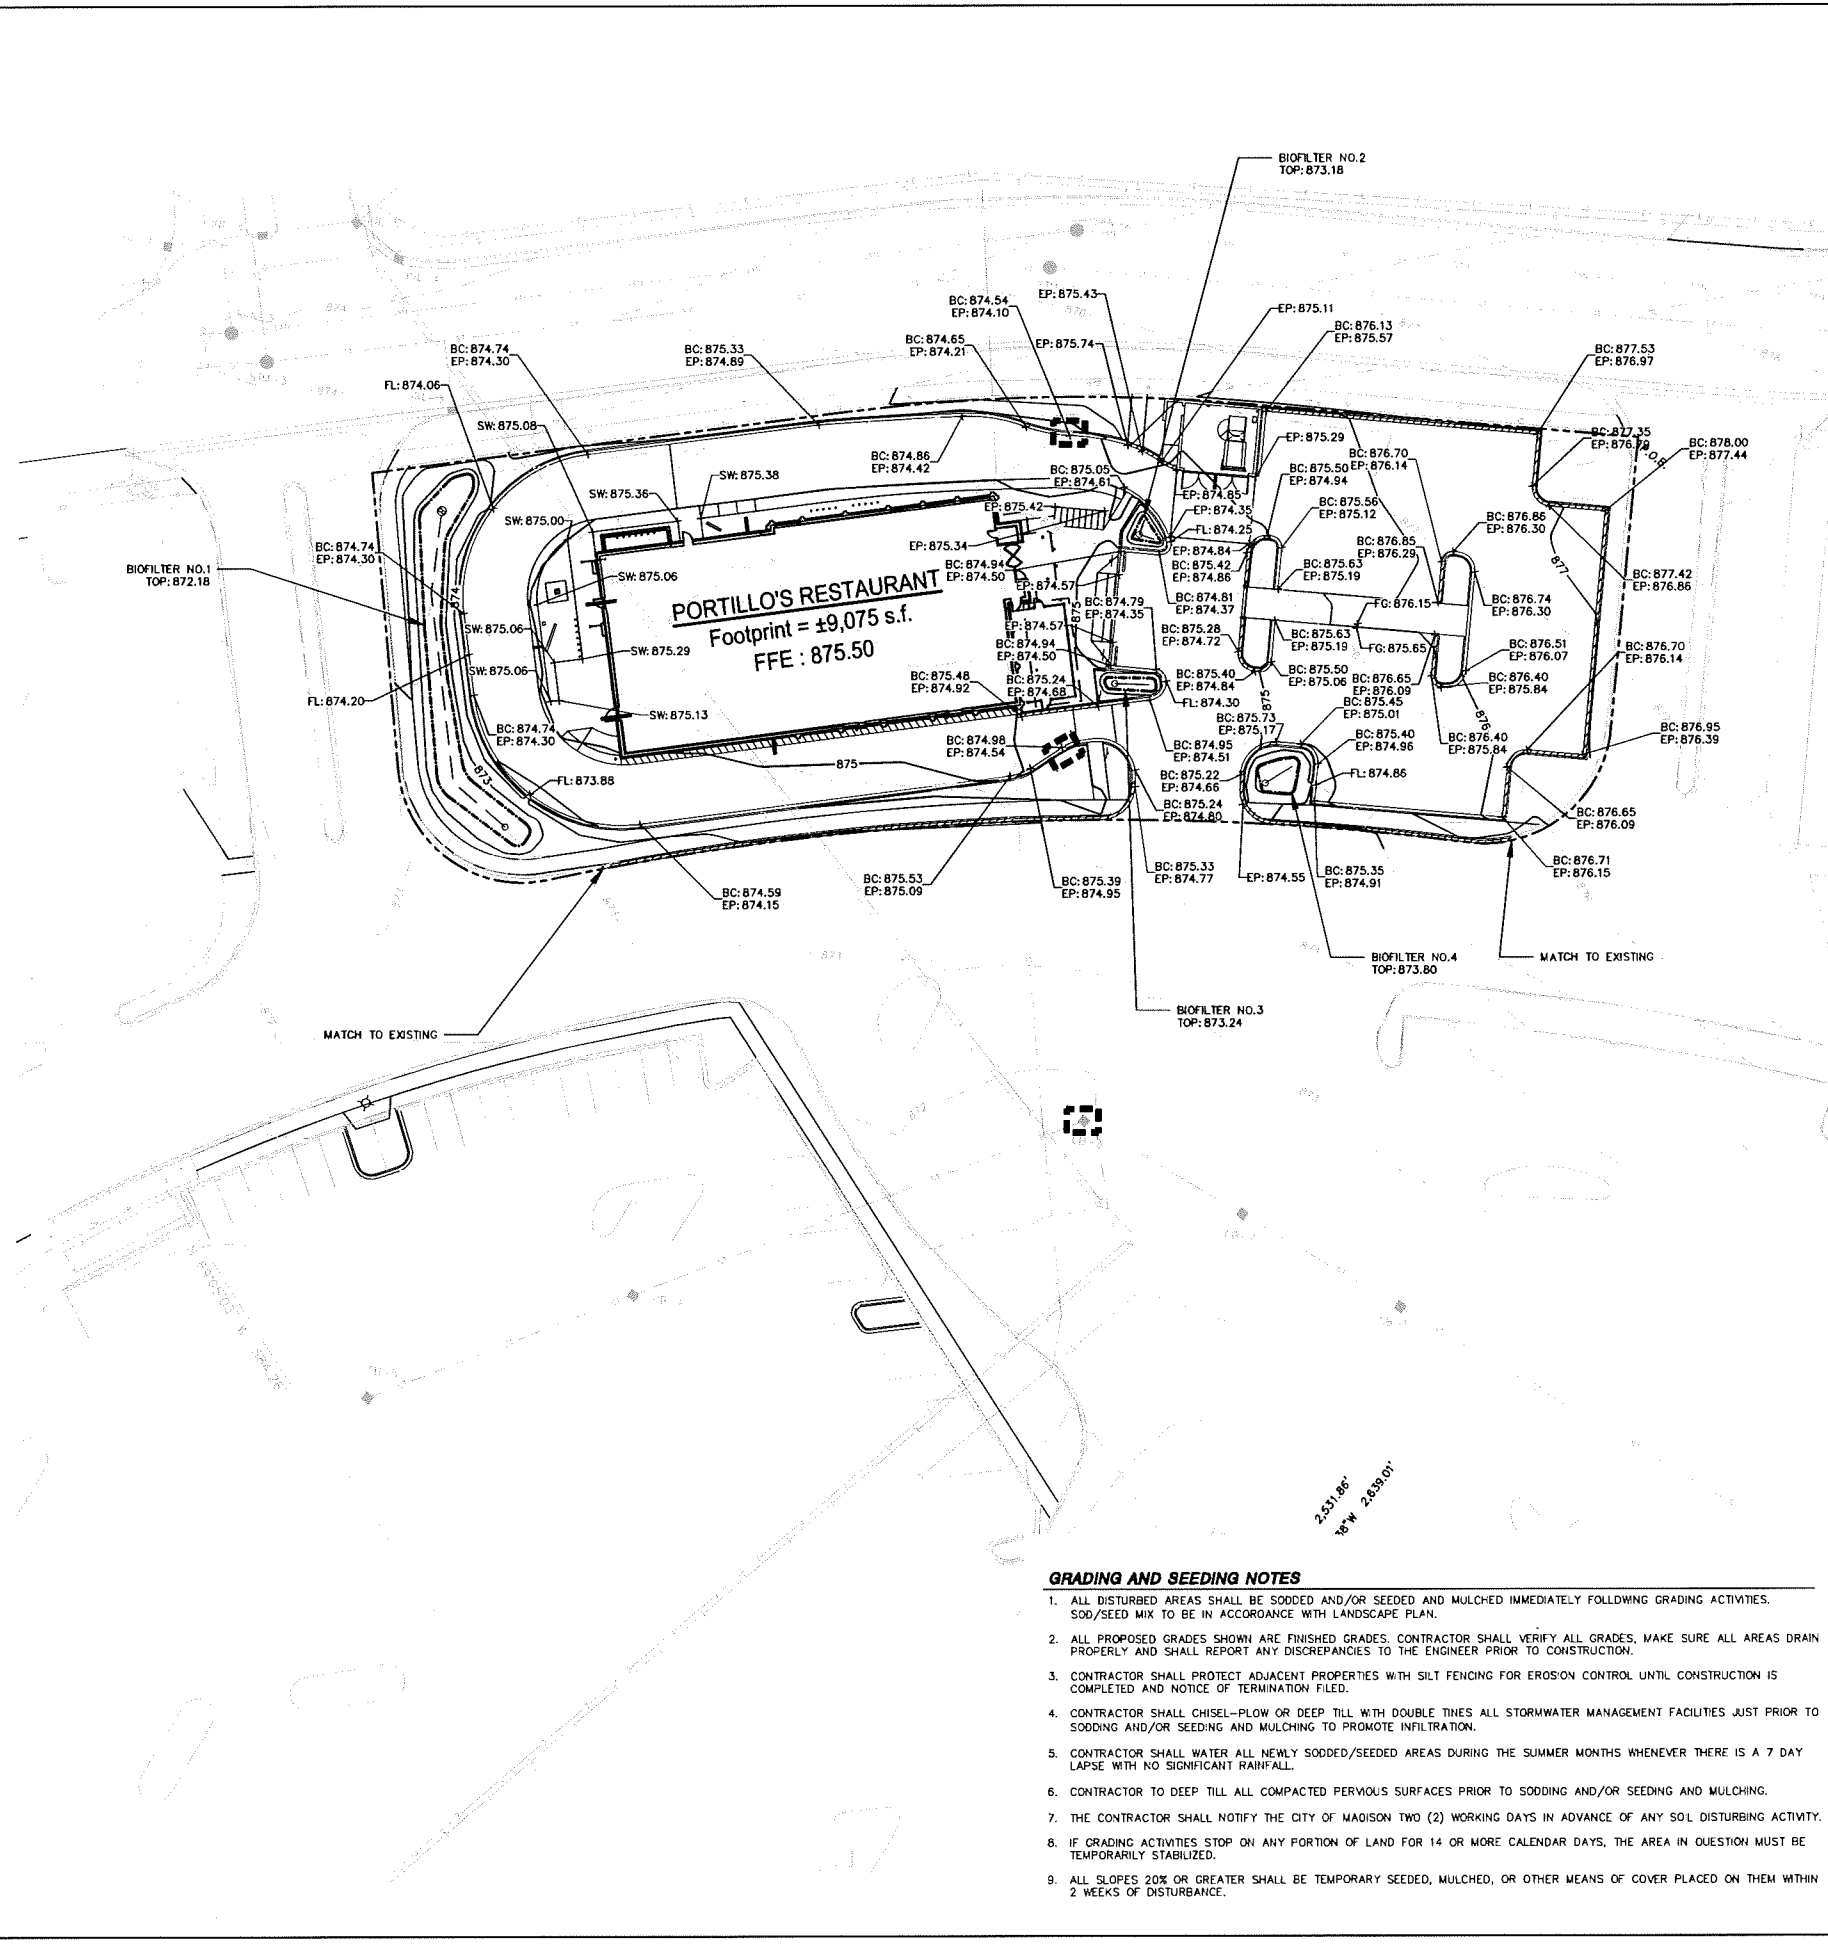 BIOFILTER NO.2
TOP: 873.18
BC: 874.54
EP: 874.10
EP: 875.43
EP: 875.11
BC: 876.13
EP: 875.57
BC: 874.65
EP: 874.21
EP: 875.74
BC: 877.53
EP: 876.97
BC: 874.74
EP: 874.30
BC: 875.33
EP: 874.89
FL: 874.06
SW: 875.08
BC: 877.35
EP: 876.79
P.O.B.
BC: 878.00
EP: 877.44
EP: 875.29
BC: 876.70
EP: 876.14
BC: 874.86
EP: 874.42
BC: 875.05
EP: 874.61
BC: 875.50
EP: 874.94
SW: 875.38
SW: 875.36
EP: 874.85
EP: 875.42
EP: 874.35
BC: 875.56
EP: 875.12
BC: 876.86
EP: 876.30
SW: 875.00
FL: 874.25
BC: 874.74
EP: 874.30
EP: 875.34
EP: 874.84
BC: 876.85
EP: 876.29
BIOFILTER NO.1
TOP: 872.18
BC: 874.94
EP: 874.50
BC: 875.42
EP: 874.86
BC: 875.63
EP: 875.19
877
BC: 877.42
EP: 876.86
SW: 875.06
EP: 874.57
874
PORTILLO'S RESTAURANT
Footprint = ±9,075 s.f.
FFE : 875.50
BC: 874.79
EP: 874.35
875
BC: 874.81
EP: 874.37
FG: 876.15
BC: 876.74
EP: 876.30
SW: 875.06
EP: 874.57
BC: 875.28
EP: 874.72
BC: 875.63
EP: 875.19
FG: 875.65
BC: 876.51
EP: 876.07
BC: 876.70
EP: 876.14
SW: 875.29
BC: 874.94
EP: 874.50
SW: 875.06
BC: 875.48
EP: 874.92
BC: 875.24
EP: 874.68
BC: 875.40
EP: 874.84
BC: 875.50
EP: 875.06
BC: 876.65
EP: 876.09
BC: 876.40
EP: 875.84
FL: 874.20
FL: 874.30
875
BC: 875.45
EP: 875.01
SW: 875.13
BC: 875.73
EP: 875.17
876
BC: 874.74
EP: 874.30
BC: 874.98
EP: 874.54
BC: 874.95
EP: 874.51
BC: 875.40
EP: 874.96
BC: 876.40
EP: 875.84
BC: 876.95
EP: 876.39
873
875
FL: 873.88
BC: 875.22
EP: 874.66
FL: 874.86
BC: 875.24
EP: 874.80
BC: 876.65
EP: 876.09
BC: 874.59
EP: 874.15
BC: 875.53
EP: 875.09
BC: 875.39
EP: 874.95
BC: 875.33
EP: 874.77
EP: 874.55
BC: 875.35
EP: 874.91
BC: 876.71
EP: 876.15
BIOFILTER NO.4
TOP: 873.80
MATCH TO EXISTING
BIOFILTER NO.3
TOP: 873.24
MATCH TO EXISTING
2,531.86'
38"W 2,639.01'
GRADING AND SEEDING NOTES
1. ALL DISTURBED AREAS SHALL BE SODDED AND/OR SEEDED AND MULCHED IMMEDIATELY FOLLOWING GRADING ACTIVITIES.
SOD/SEED MIX TO BE IN ACCORDANCE WITH LANDSCAPE PLAN.
2. ALL PROPOSED GRADES SHOWN ARE FINISHED GRADES. CONTRACTOR SHALL VERIFY ALL GRADES, MAKE SURE ALL AREAS DRAIN
PROPERLY AND SHALL REPORT ANY DISCREPANCIES TO THE ENGINEER PRIOR TO CONSTRUCTION.
3. CONTRACTOR SHALL PROTECT ADJACENT PROPERTIES WITH SILT FENCING FOR EROSION CONTROL UNTIL CONSTRUCTION IS
COMPLETED AND NOTICE OF TERMINATION FILED.
4. CONTRACTOR SHALL CHISEL-PLOW OR DEEP TILL WITH DOUBLE TINES ALL STORMWATER MANAGEMENT FACILITIES JUST PRIOR TO
SODDING AND/OR SEEDING AND MULCHING TO PROMOTE INFILTRATION.
5. CONTRACTOR SHALL WATER ALL NEWLY SODDED/SEEDED AREAS DURING THE SUMMER MONTHS WHENEVER THERE IS A 7 DAY
LAPSE WITH NO SIGNIFICANT RAINFALL.
6. CONTRACTOR TO DEEP TILL ALL COMPACTED PERVIOUS SURFACES PRIOR TO SODDING AND/OR SEEDING AND MULCHING.
7. THE CONTRACTOR SHALL NOTIFY THE CITY OF MADISON TWO (2) WORKING DAYS IN ADVANCE OF ANY SOIL DISTURBING ACTIVITY.
8. IF GRADING ACTIVITIES STOP ON ANY PORTION OF LAND FOR 14 OR MORE CALENDAR DAYS, THE AREA IN QUESTION MUST BE
TEMPORARILY STABILIZED.
9. ALL SLOPES 20% OR GREATER SHALL BE TEMPORARY SEEDED, MULCHED, OR OTHER MEANS OF COVER PLACED ON THEM WITHIN
2 WEEKS OF DISTURBANCE.